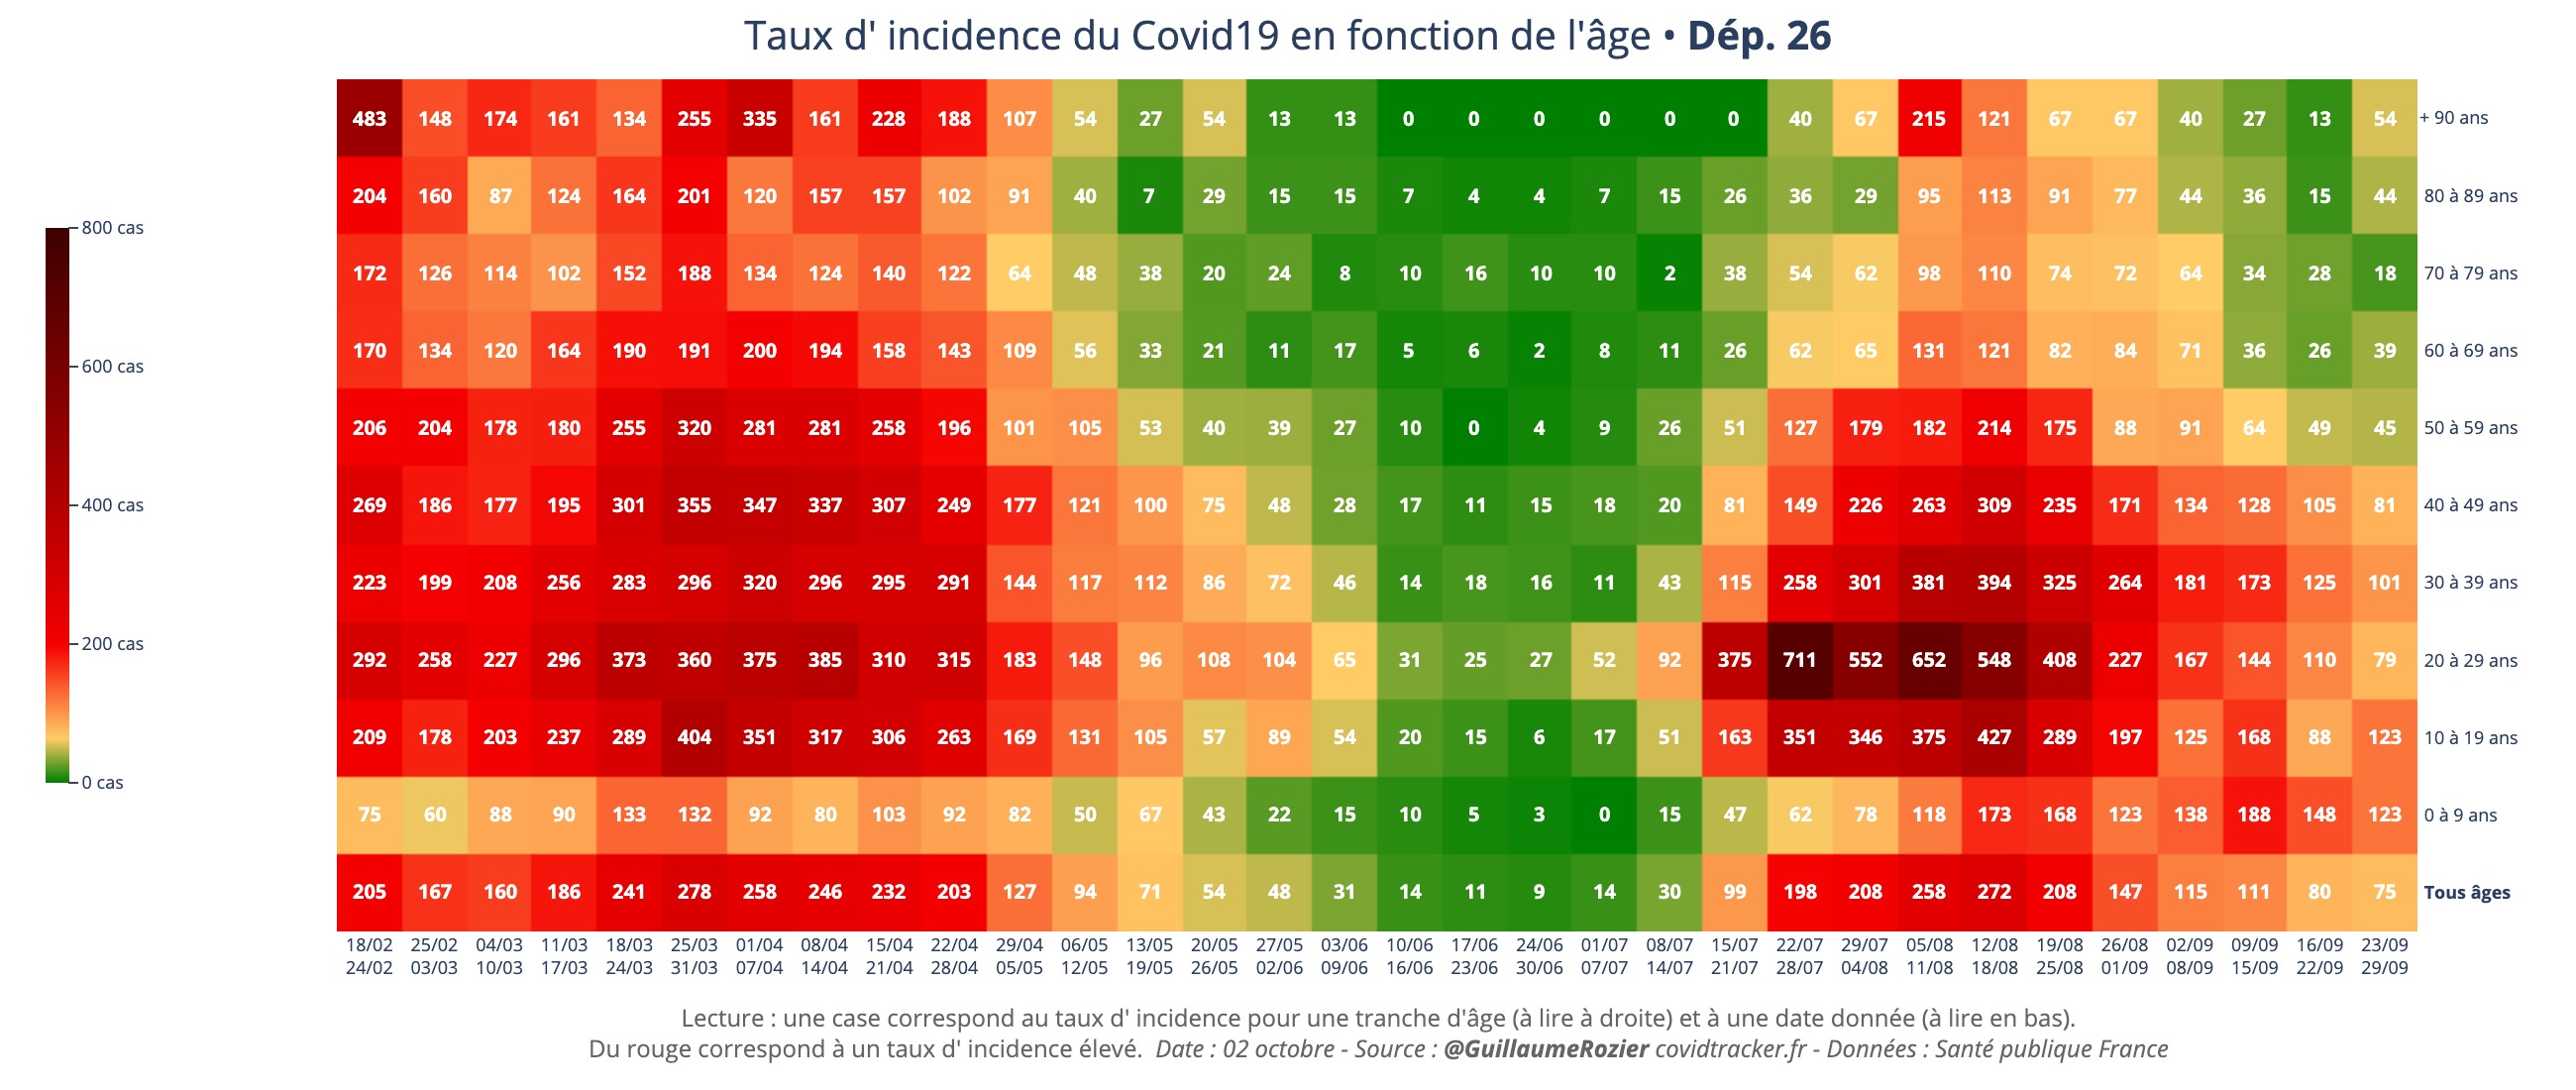 Taux d' incidence du Covid19 en fonction de l'âge • Dép. 26
800 cas
600 cas
400 cas
200 cas
0 cas
483 148 174 161 134 255 335 161 228 188 107 54 27 54 13 13 0 0 0 0 0 0 40 67 215 121 67 67 40 27 13 54 + 90 ans
204 160 87 124 164 201 120 157 157 102 91 40 7 29 15 15 7 4 4 7 15 26 36 29 95 113 91 77 44 36 15 44 80 à 89 ans
172 126 114 102 152 188 134 124 140 122 64 48 38 20 24 8 10 16 10 10 2 38 54 62 98 110 74 72 64 34 28 18 70 à 79 ans
170 134 120 164 190 191 200 194 158 143 109 56 33 21 11 17 5 6 2 8 11 26 62 65 131 121 82 84 71 36 26 39 60 à 69 ans
206 204 178 180 255 320 281 281 258 196 101 105 53 40 39 27 10 0 4 9 26 51 127 179 182 214 175 88 91 64 49 45 50 à 59 ans
269 186 177 195 301 355 347 337 307 249 177 121 100 75 48 28 17 11 15 18 20 81 149 226 263 309 235 171 134 128 105 81 40 à 49 ans
223 199 208 256 283 296 320 296 295 291 144 117 112 86 72 46 14 18 16 11 43 115 258 301 381 394 325 264 181 173 125 101 30 à 39 ans
292 258 227 296 373 360 375 385 310 315 183 148 96 108 104 65 31 25 27 52 92 375 711 552 652 548 408 227 167 144 110 79 20 à 29 ans
209 178 203 237 289 404 351 317 306 263 169 131 105 57 89 54 20 15 6 17 51 163 351 346 375 427 289 197 125 168 88 123 10 à 19 ans
75 60 88 90 133 132 92 80 103 92 82 50 67 43 22 15 10 5 3 0 15 47 62 78 118 173 168 123 138 188 148 123 0 à 9 ans
205 167 160 186 241 278 258 246 232 203 127 94 71 54 48 31 14 11 9 14 30 99 198 208 258 272 208 147 115 111 80 75 Tous âges
18/02 25/02 04/03 11/03 18/03 25/03 01/04 08/04 15/04 22/04 29/04 06/05 13/05 20/05 27/05 03/06 10/06 17/06 24/06 01/07 08/07 15/07 22/07 29/07 05/08 12/08 19/08 26/08 02/09 09/09 16/09 23/09
24/02 03/03 10/03 17/03 24/03 31/03 07/04 14/04 21/04 28/04 05/05 12/05 19/05 26/05 02/06 09/06 16/06 23/06 30/06 07/07 14/07 21/07 28/07 04/08 11/08 18/08 25/08 01/09 08/09 15/09 22/09 29/09
Lecture : une case correspond au taux d' incidence pour une tranche d'âge (à lire à droite) et à une date donnée (à lire en bas).
Du rouge correspond à un taux d' incidence élevé. Date : 02 octobre - Source : @GuillaumeRozier covidtracker.fr - Données : Santé publique France